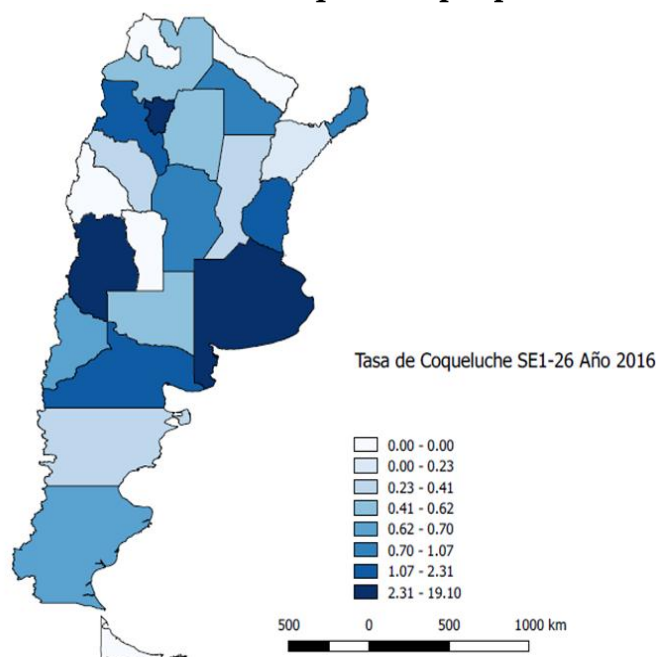 Tasa de Coqueluche SE1-26 Año 2016
0.00 - 0.00
0.00 - 0.23
0.23 - 0.41
0.41 - 0.62
0.62 - 0.70
0.70 - 1.07
1.07 - 2.31
2.31 - 19.10
500 0 500 1000 km